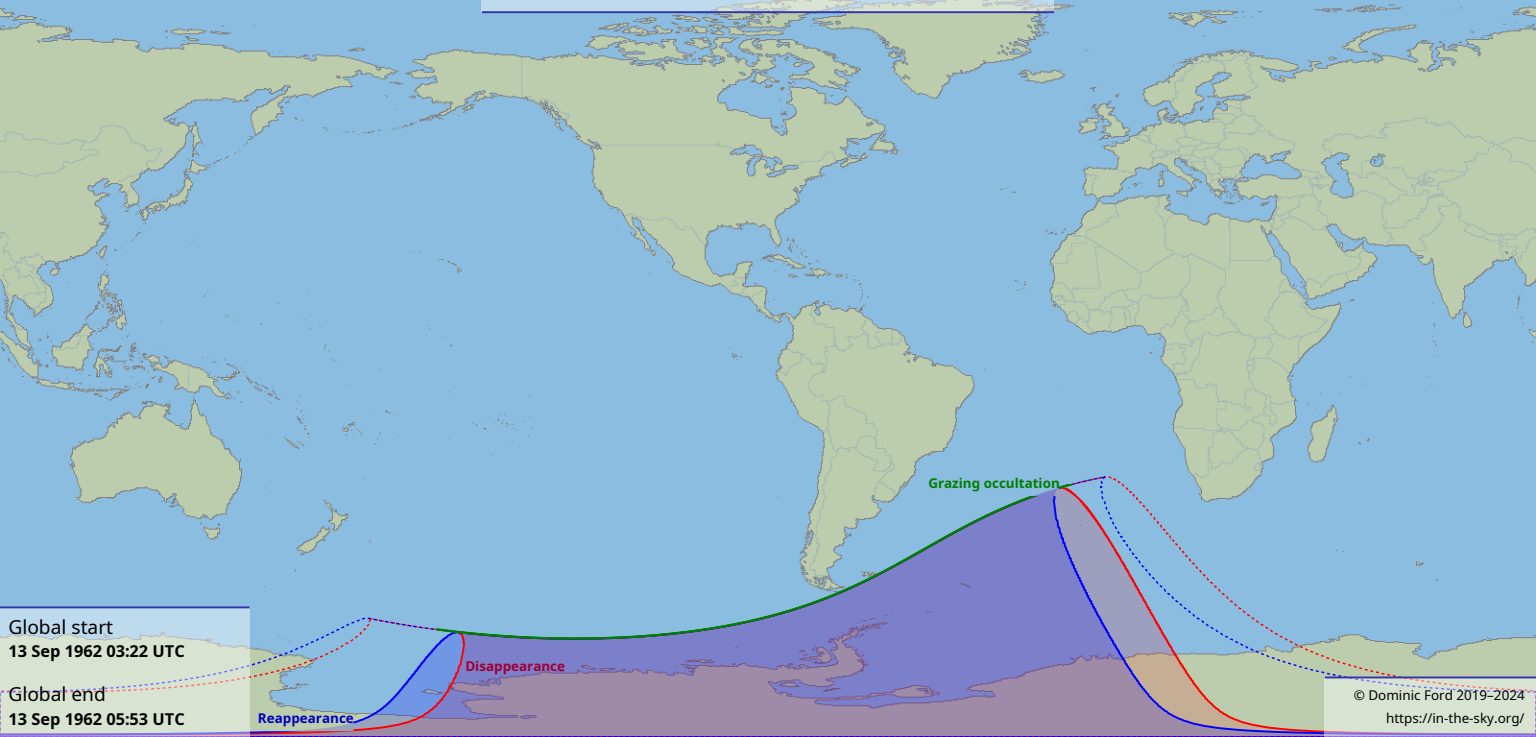 Grazing occultation
Global start
13 Sep 1962 03:22 UTC
Disappearance
Global end
13 Sep 1962 05:53 UTC
Reappearance
© Dominic Ford 2019–2024
https://in-the-sky.org/